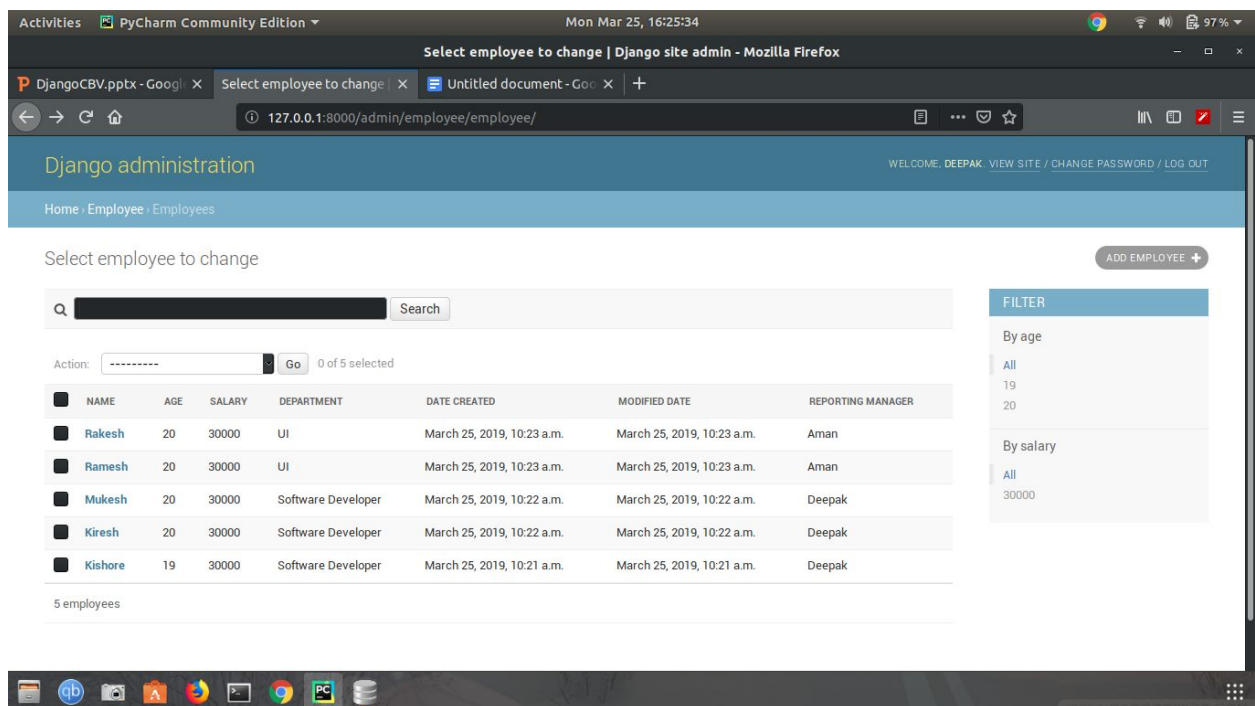 Activities PyCharm Community Edition Mon Mar 25, 16:25:34 97 %
Select employee to change | Django site admin - Mozilla Firefox
DjangoCBV.pptx - Googl Select employee to change | Untitled document - Goo
127.0.0.1:8000/admin/employee/employee/
Django administration
WELCOME, DEEPAK. VIEW SITE / CHANGE PASSWORD / LOG OUT
Home › Employee › Employees
Select employee to change
ADD EMPLOYEE +
Search
Action: --------- Go 0 of 5 selected
NAME AGE SALARY DEPARTMENT DATE CREATED MODIFIED DATE REPORTING MANAGER
Rakesh 20 30000 UI March 25, 2019, 10:23 a.m. March 25, 2019, 10:23 a.m. Aman
Ramesh 20 30000 UI March 25, 2019, 10:23 a.m. March 25, 2019, 10:23 a.m. Aman
Mukesh 20 30000 Software Developer March 25, 2019, 10:22 a.m. March 25, 2019, 10:22 a.m. Deepak
Kiresh 20 30000 Software Developer March 25, 2019, 10:22 a.m. March 25, 2019, 10:22 a.m. Deepak
Kishore 19 30000 Software Developer March 25, 2019, 10:21 a.m. March 25, 2019, 10:21 a.m. Deepak
5 employees
FILTER
By age
All
19
20
By salary
All
30000
qb
PC